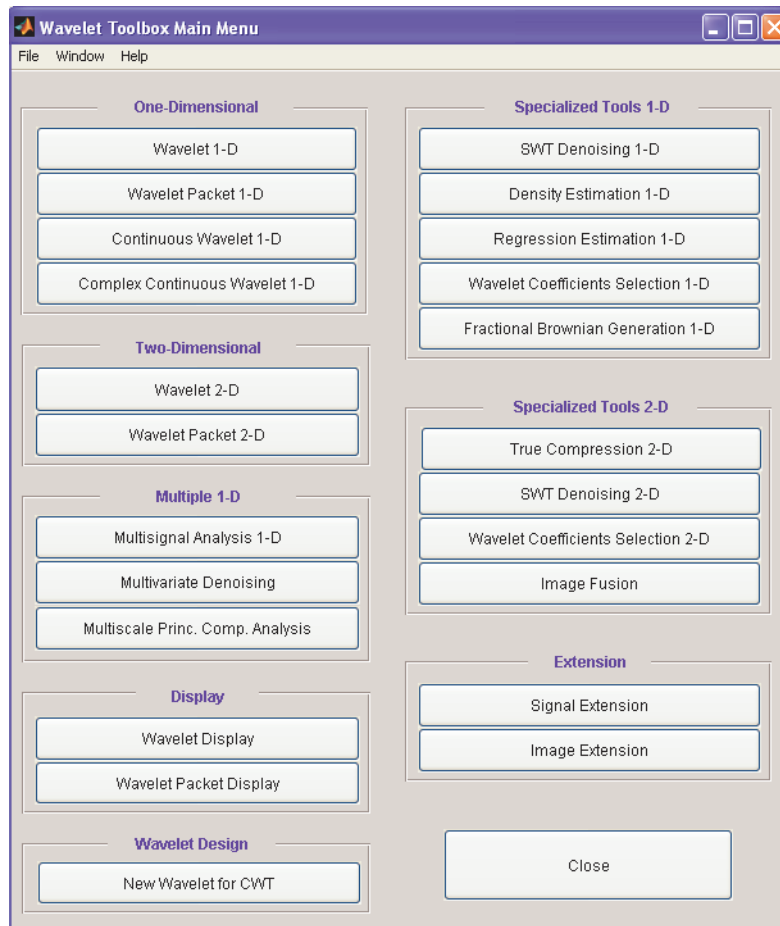 Wavelet Toolbox Main Menu
File Window Help
One-Dimensional
Wavelet 1-D
Wavelet Packet 1-D
Continuous Wavelet 1-D
Complex Continuous Wavelet 1-D
Two-Dimensional
Wavelet 2-D
Wavelet Packet 2-D
Multiple 1-D
Multisignal Analysis 1-D
Multivariate Denoising
Multiscale Princ. Comp. Analysis
Display
Wavelet Display
Wavelet Packet Display
Wavelet Design
New Wavelet for CWT
Specialized Tools 1-D
SWT Denoising 1-D
Density Estimation 1-D
Regression Estimation 1-D
Wavelet Coefficients Selection 1-D
Fractional Brownian Generation 1-D
Specialized Tools 2-D
True Compression 2-D
SWT Denoising 2-D
Wavelet Coefficients Selection 2-D
Image Fusion
Extension
Signal Extension
Image Extension
Close